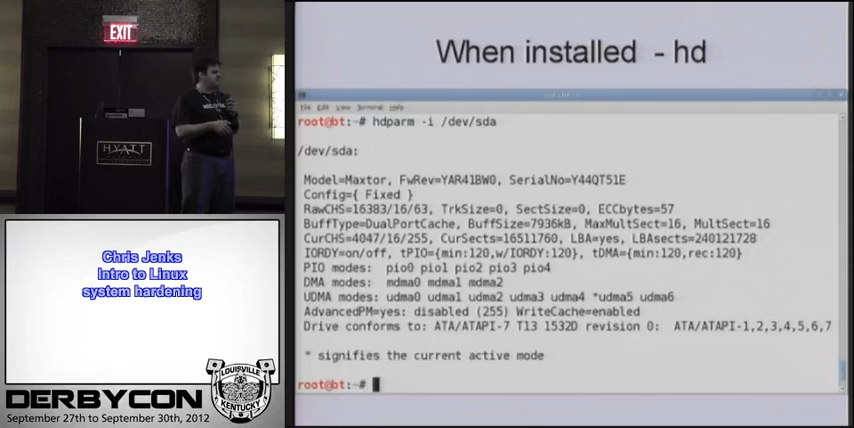 EXIT
HYATT
Chris Jenks
Intro to Linux
system hardening
LOUISVILLE
KENTUCKY
DERBYCON
September 27th to September 30th, 2012
When installed - hd
File Edit View Terminal Help
root@bt:~# hdparm -i /dev/sda
/dev/sda:
Model=Maxtor, FwRev=YAR41BW0, SerialNo=Y44QT51E
Config={ Fixed }
RawCHS=16383/16/63, TrkSize=0, SectSize=0, ECCbytes=57
BuffType=DualPortCache, BuffSize=7936kB, MaxMultSect=16, MultSect=16
CurCHS=4047/16/255, CurSects=16511760, LBA=yes, LBAsects=240121728
IORDY=on/off, tPIO={min:120,w/IORDY:120}, tDMA={min:120,rec:120}
PIO modes:  pio0 pio1 pio2 pio3 pio4
DMA modes:  mdma0 mdma1 mdma2
UDMA modes: udma0 udma1 udma2 udma3 udma4 *udma5 udma6
AdvancedPM=yes: disabled (255) WriteCache=enabled
Drive conforms to: ATA/ATAPI-7 T13 1532D revision 0:  ATA/ATAPI-1,2,3,4,5,6,7
* signifies the current active mode
root@bt:~#